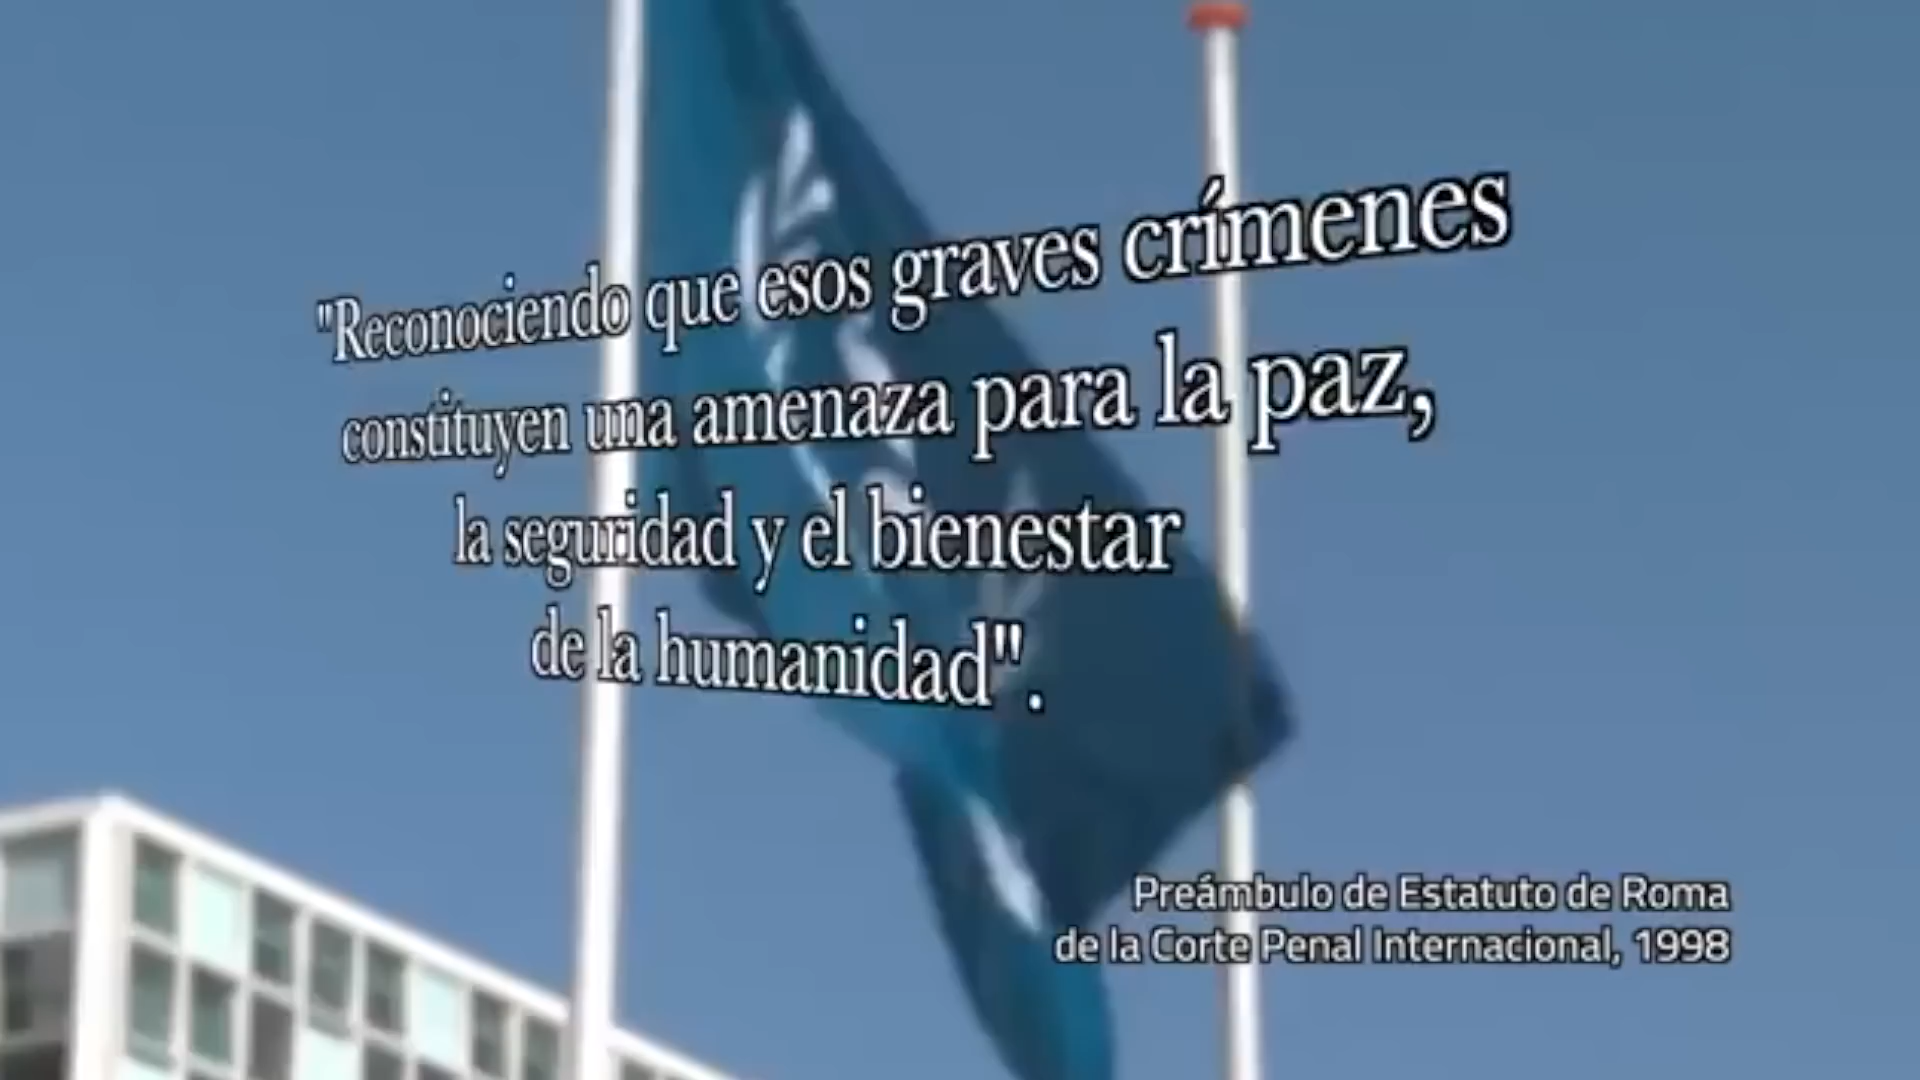 "Reconociendo que esos graves crímenes
constituyen una amenaza para la paz,
la seguridad y el bienestar
de la humanidad".
Preámbulo de Estatuto de Roma
de la Corte Penal Internacional, 1998